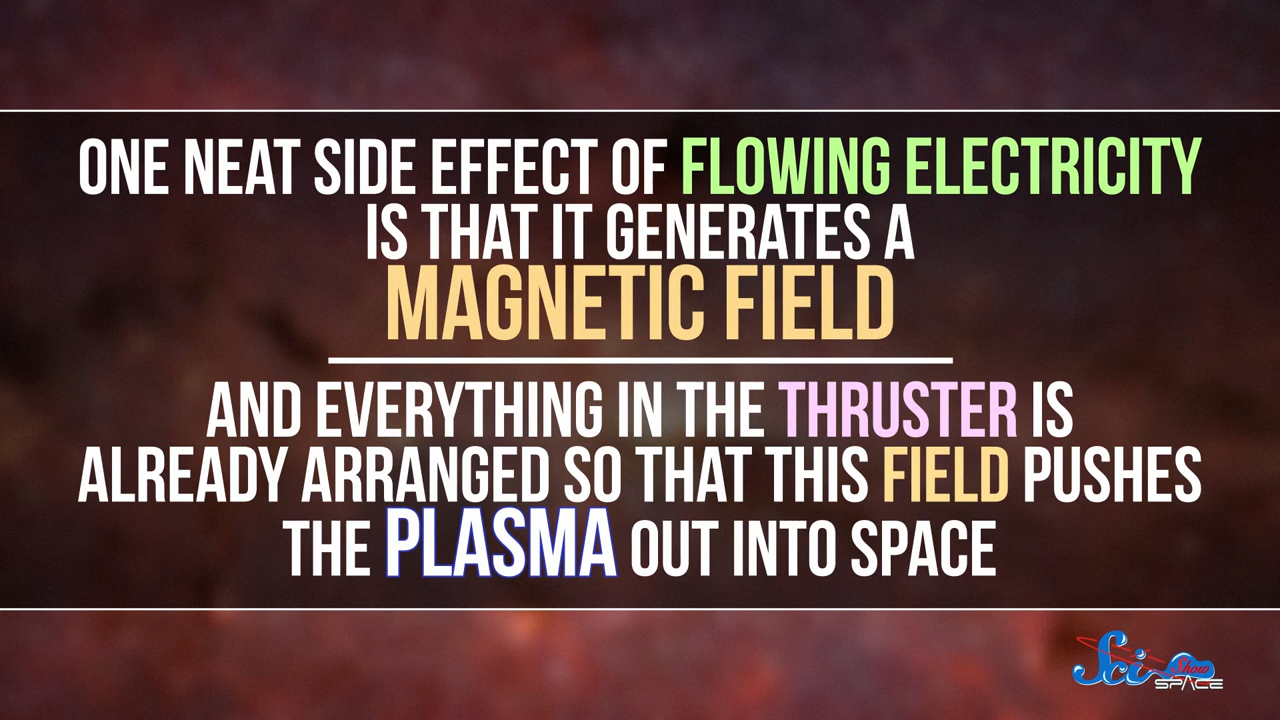 ONE NEAT SIDE EFFECT OF FLOWING ELECTRICITY
IS THAT IT GENERATES A
MAGNETIC FIELD
AND EVERYTHING IN THE THRUSTER IS
ALREADY ARRANGED SO THAT THIS FIELD PUSHES
THE PLASMA OUT INTO SPACE
Sci Show
SPACE